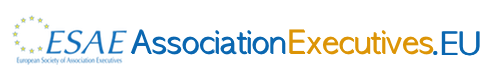 ESAE AssociationExecutives.EU
European Society of Association Executives